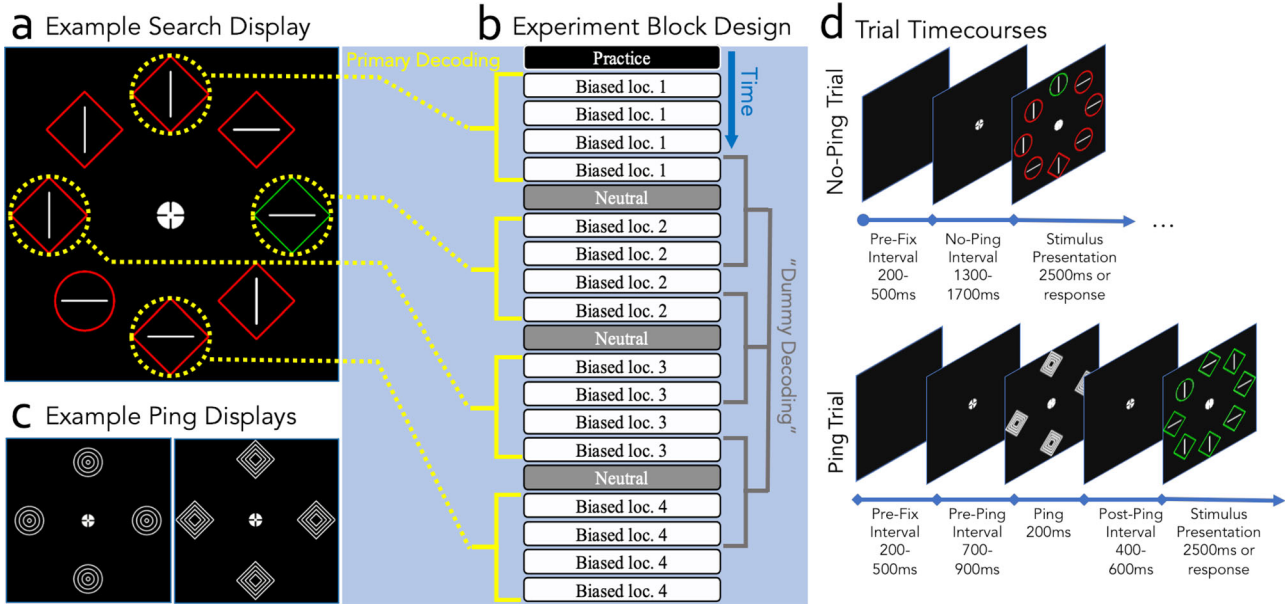 a Example Search Display
b Experiment Block Design
Primary Decoding
Practice
Biased loc. 1
Biased loc. 1
Biased loc. 1
Biased loc. 1
Neutral
Biased loc. 2
Biased loc. 2
Biased loc. 2
Biased loc. 2
Neutral
Biased loc. 3
Biased loc. 3
Biased loc. 3
Biased loc. 3
Neutral
Biased loc. 4
Biased loc. 4
Biased loc. 4
Biased loc. 4
Time
"Dummy Decoding"
c Example Ping Displays
d Trial Timecourses
No-Ping Trial
Pre-Fix
Interval
200-
500ms
No-Ping
Interval
1300-
1700ms
Stimulus
Presentation
2500ms or
response
...
Ping Trial
Pre-Fix
Interval
200-
500ms
Pre-Ping
Interval
700-
900ms
Ping
200ms
Post-Ping
Interval
400-
600ms
Stimulus
Presentation
2500ms or
response